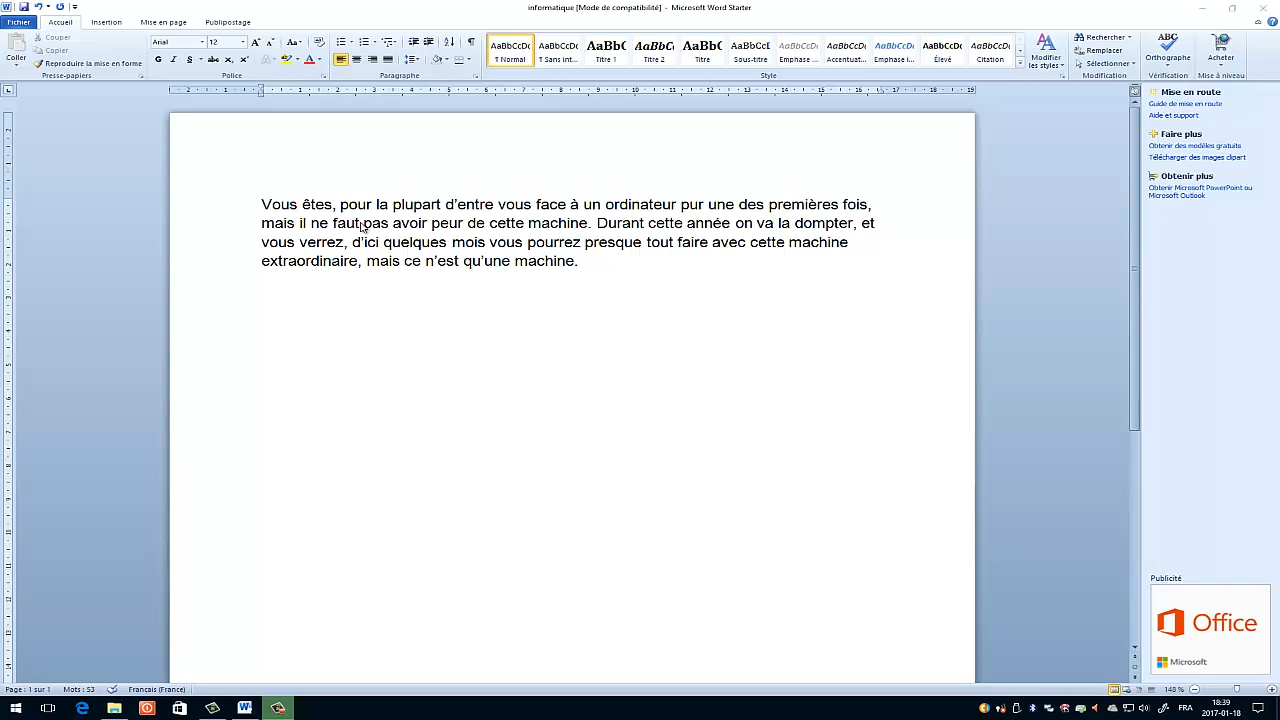 informatique [Mode de compatibilité] - Microsoft Word Starter
Fichier Accueil Insertion Mise en page Publipostage
Coller
Couper
Copier
Reproduire la mise en forme
Presse-papiers
Arial 12
Police
Paragraphe
AaBbCcDc AaBbCcDc AaBbC AaBbCc AaBbC AaBbCcI AaBbCcDc AaBbCcDc AaBbCcDc AaBbCcDc AaBbCcDc
¶ Normal ¶ Sans int... Titre 1 Titre 2 Titre Sous-titre Emphase ... Accentuat... Emphase i... Élevé Citation
Style
Modifier
les styles
Rechercher
Remplacer
Sélectionner
Modification
Orthographe
Vérification
Acheter
Mise à niveau
Vous êtes, pour la plupart d’entre vous face à un ordinateur pur une des premières fois,
mais il ne faut pas avoir peur de cette machine. Durant cette année on va la dompter, et
vous verrez, d’ici quelques mois vous pourrez presque tout faire avec cette machine
extraordinaire, mais ce n’est qu’une machine.
Mise en route
Guide de mise en route
Aide et support
Faire plus
Obtenir des modèles gratuits
Télécharger des images clipart
Obtenir plus
Obtenir Microsoft PowerPoint ou
Microsoft Outlook
Publicité
Office
Microsoft
Page : 1 sur 1 Mots : 53 Français (France) 148 %
FRA
18:39
2017-01-18